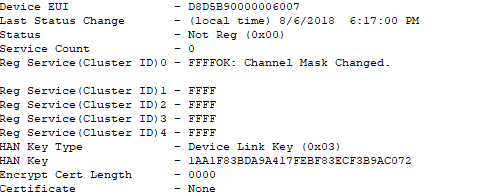 Device EUI - D8D5B90000006007
Last Status Change - (local time) 8/6/2018 6:17:00 PM
Status - Not Reg (0x00)
Service Count - 0
Reg Service(Cluster ID)0 - FFFFOK: Channel Mask Changed.
Reg Service(Cluster ID)1 - FFFF
Reg Service(Cluster ID)2 - FFFF
Reg Service(Cluster ID)3 - FFFF
Reg Service(Cluster ID)4 - FFFF
HAN Key Type - Device Link Key (0x03)
HAN Key - 1AA1F83BDA9A417FEBF83ECF3B9AC072
Encrypt Cert Length - 0000
Certificate - None